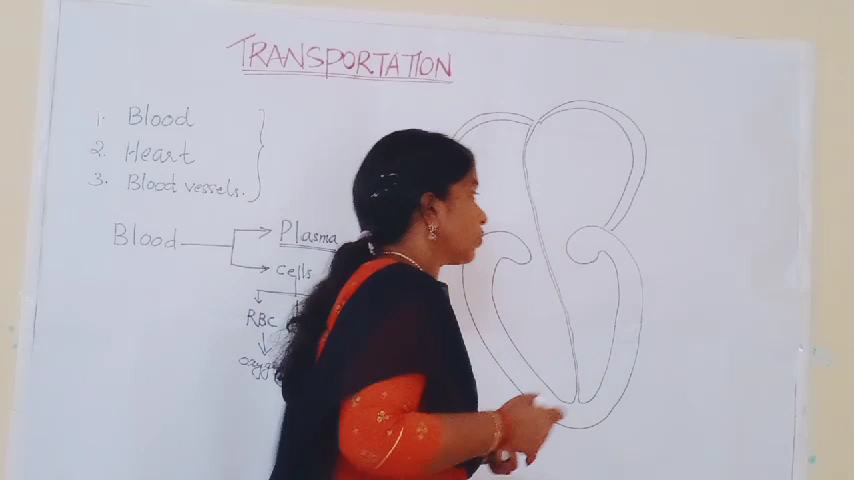 TRANSPORTATION
1. Blood
2. Heart
3. Blood vessels.
Blood
Plasma
cells
RBC